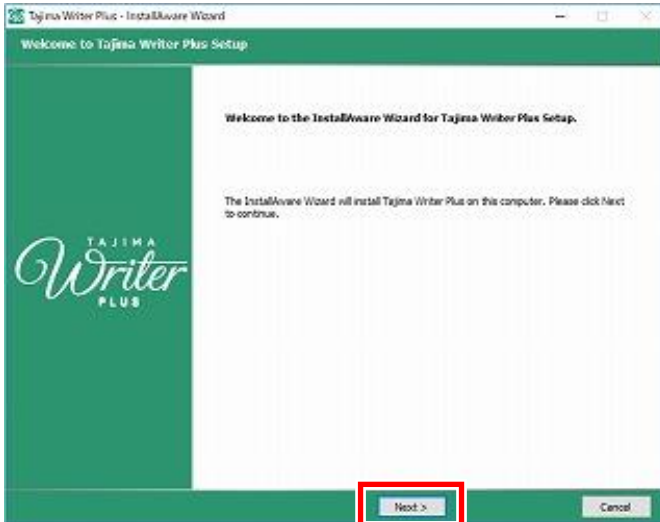 Tajima Writer Plus - InstallAware Wizard
Welcome to Tajima Writer Plus Setup
Welcome to the InstallAware Wizard for Tajima Writer Plus Setup.
The InstallAware Wizard will install Tajima Writer Plus on this computer. Please click Next
to continue.
TAJIMA
Writer
PLUS
Next >
Cancel